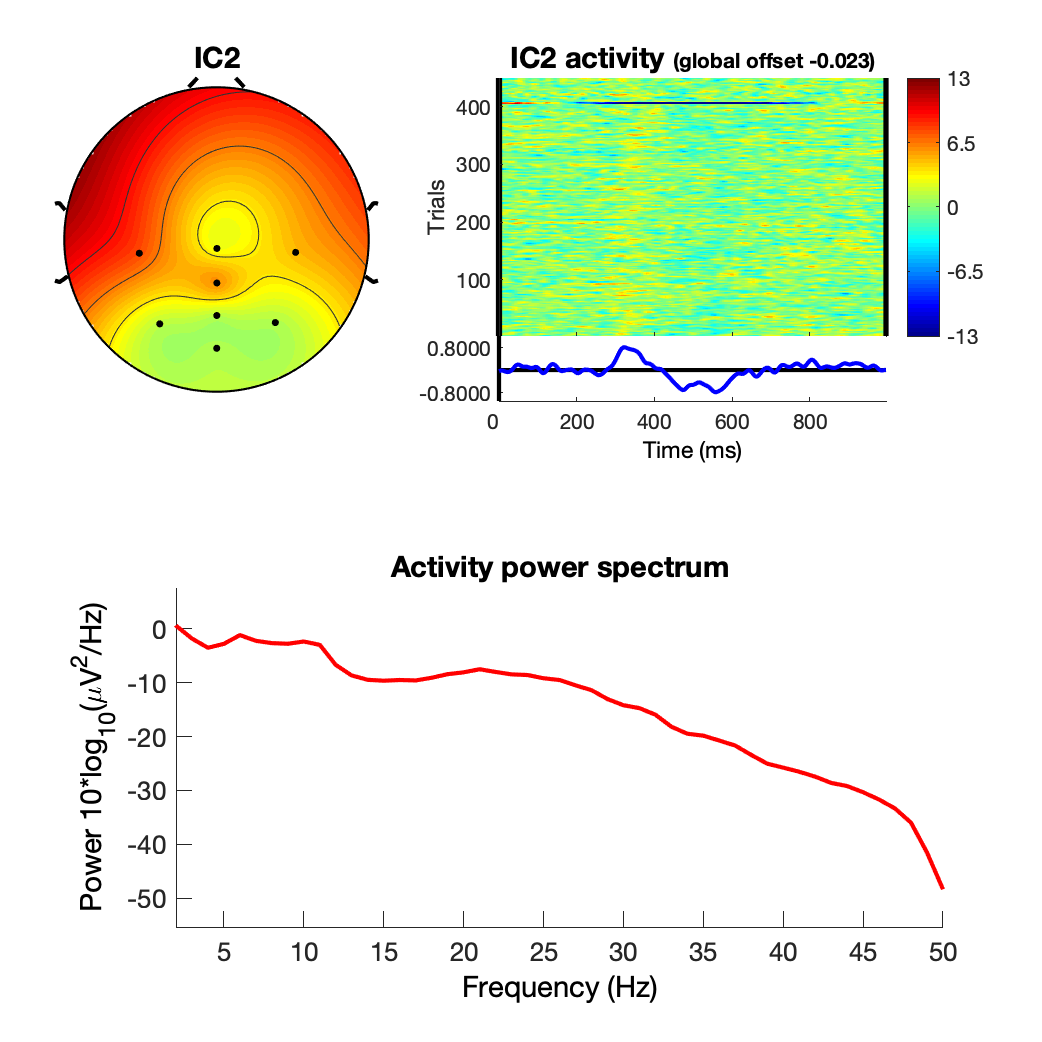 IC2
IC2 activity (global offset -0.023)
Trials
400
300
200
100
13
6.5
0
-6.5
-13
0.8000
-0.8000
0 200 400 600 800
Time (ms)
Activity power spectrum
Power 10*log10(μV2/Hz)
0
-10
-20
-30
-40
-50
5 10 15 20 25 30 35 40 45 50
Frequency (Hz)